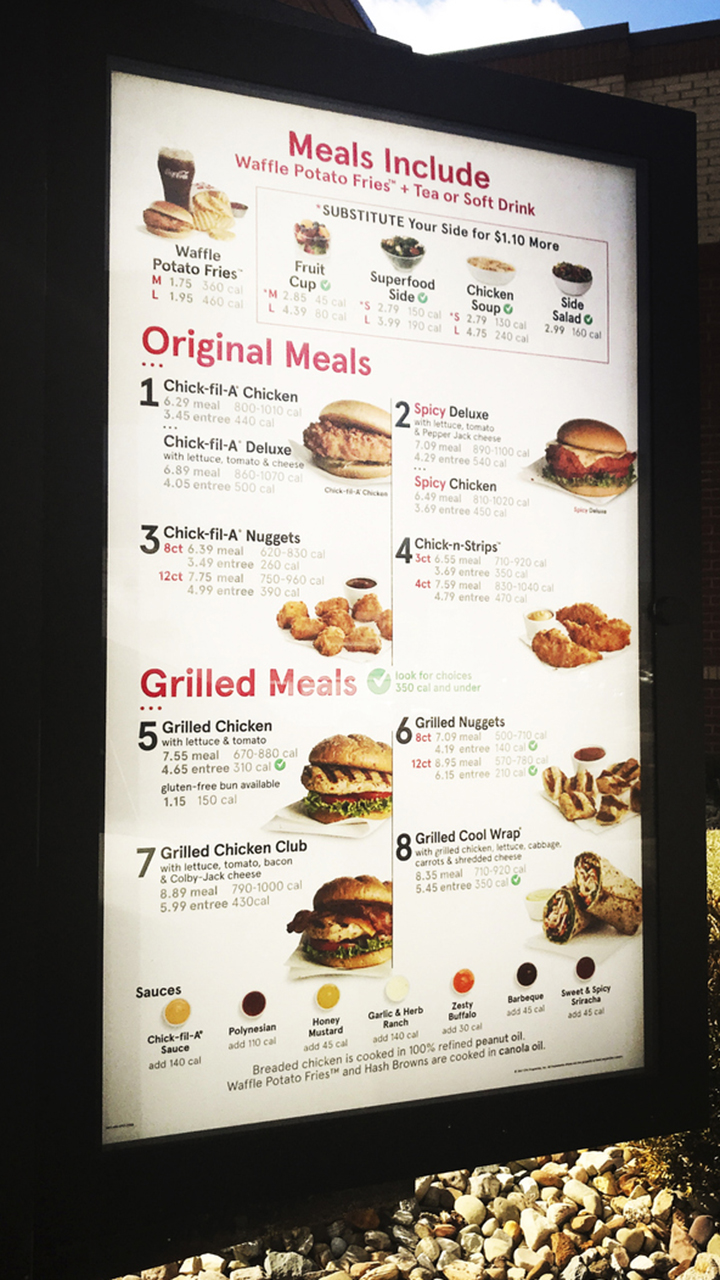 Meals Include
Waffle Potato Fries™ + Tea or Soft Drink
Coca-Cola
Waffle
Potato Fries™
M 1.75 360 cal
L 1.95 460 cal
*SUBSTITUTE Your Side for $1.10 More
Fruit
Cup
*M 2.85 45 cal
L 4.39 80 cal
Superfood
Side
*S 2.79 150 cal
L 3.99 190 cal
Chicken
Soup
*S 2.79 130 cal
L 4.75 240 cal
Side
Salad
2.99 160 cal
Original Meals
1 Chick-fil-A® Chicken
6.29 meal 800-1010 cal
3.45 entree 440 cal
Chick-fil-A® Deluxe
with lettuce, tomato & cheese
6.89 meal 860-1070 cal
4.05 entree 500 cal
Chick-fil-A® Chicken
2 Spicy Deluxe
with lettuce, tomato
& Pepper Jack cheese
7.09 meal 890-1100 cal
4.29 entree 540 cal
Spicy Chicken
6.49 meal 810-1020 cal
3.69 entree 450 cal
Spicy Deluxe
3 Chick-fil-A® Nuggets
8ct 6.39 meal 620-830 cal
3.49 entree 260 cal
12ct 7.75 meal 750-960 cal
4.99 entree 390 cal
4 Chick-n-Strips™
3ct 6.55 meal 710-920 cal
3.69 entree 350 cal
4ct 7.59 meal 830-1040 cal
4.79 entree 470 cal
Grilled Meals
look for choices
350 cal and under
5 Grilled Chicken
with lettuce & tomato
7.55 meal 670-880 cal
4.65 entree 310 cal
gluten-free bun available
1.15 150 cal
6 Grilled Nuggets
8ct 7.09 meal 500-710 cal
4.19 entree 140 cal
12ct 8.95 meal 570-780 cal
6.15 entree 210 cal
7 Grilled Chicken Club
with lettuce, tomato, bacon
& Colby-Jack cheese
8.89 meal 790-1000 cal
5.99 entree 430cal
8 Grilled Cool Wrap®
with grilled chicken, lettuce, cabbage,
carrots & shredded cheese
8.35 meal 710-920 cal
5.45 entree 350 cal
Sauces
Chick-fil-A®
Sauce
add 140 cal
Polynesian
add 110 cal
Honey
Mustard
add 45 cal
Garlic & Herb
Ranch
add 140 cal
Zesty
Buffalo
add 30 cal
Barbeque
add 45 cal
Sweet & Spicy
Sriracha
add 45 cal
Breaded chicken is cooked in 100% refined peanut oil.
Waffle Potato Fries™ and Hash Browns are cooked in canola oil.